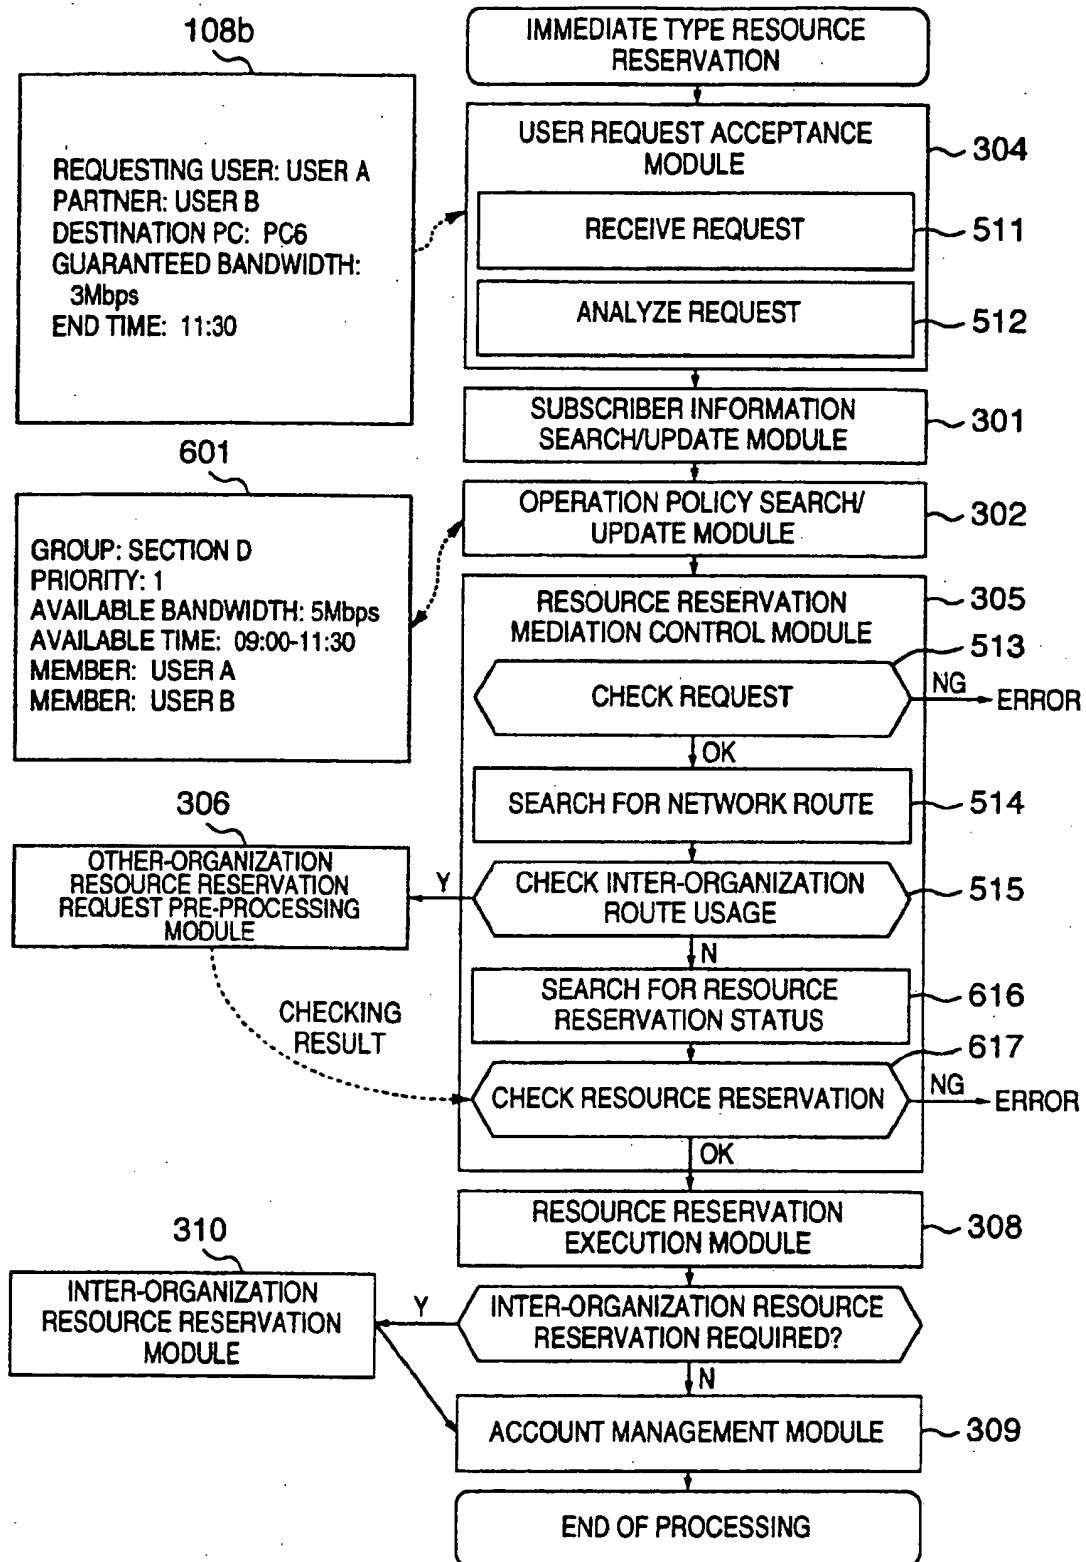 IMMEDIATE TYPE RESOURCE
RESERVATION
108b
REQUESTING USER: USER A
PARTNER: USER B
DESTINATION PC: PC6
GUARANTEED BANDWIDTH:
3Mbps
END TIME: 11:30
USER REQUEST ACCEPTANCE
MODULE
304
RECEIVE REQUEST
511
ANALYZE REQUEST
512
SUBSCRIBER INFORMATION
SEARCH/UPDATE MODULE
301
601
GROUP: SECTION D
PRIORITY: 1
AVAILABLE BANDWIDTH: 5Mbps
AVAILABLE TIME: 09:00-11:30
MEMBER: USER A
MEMBER: USER B
OPERATION POLICY SEARCH/
UPDATE MODULE
302
RESOURCE RESERVATION
MEDIATION CONTROL MODULE
305
513
CHECK REQUEST
NG
ERROR
OK
SEARCH FOR NETWORK ROUTE
514
306
OTHER-ORGANIZATION
RESOURCE RESERVATION
REQUEST PRE-PROCESSING
MODULE
Y
CHECK INTER-ORGANIZATION
ROUTE USAGE
515
N
SEARCH FOR RESOURCE
RESERVATION STATUS
616
CHECKING
RESULT
617
CHECK RESOURCE RESERVATION
NG
ERROR
OK
RESOURCE RESERVATION
EXECUTION MODULE
308
310
INTER-ORGANIZATION
RESOURCE RESERVATION
MODULE
Y
INTER-ORGANIZATION RESOURCE
RESERVATION REQUIRED?
N
ACCOUNT MANAGEMENT MODULE
309
END OF PROCESSING